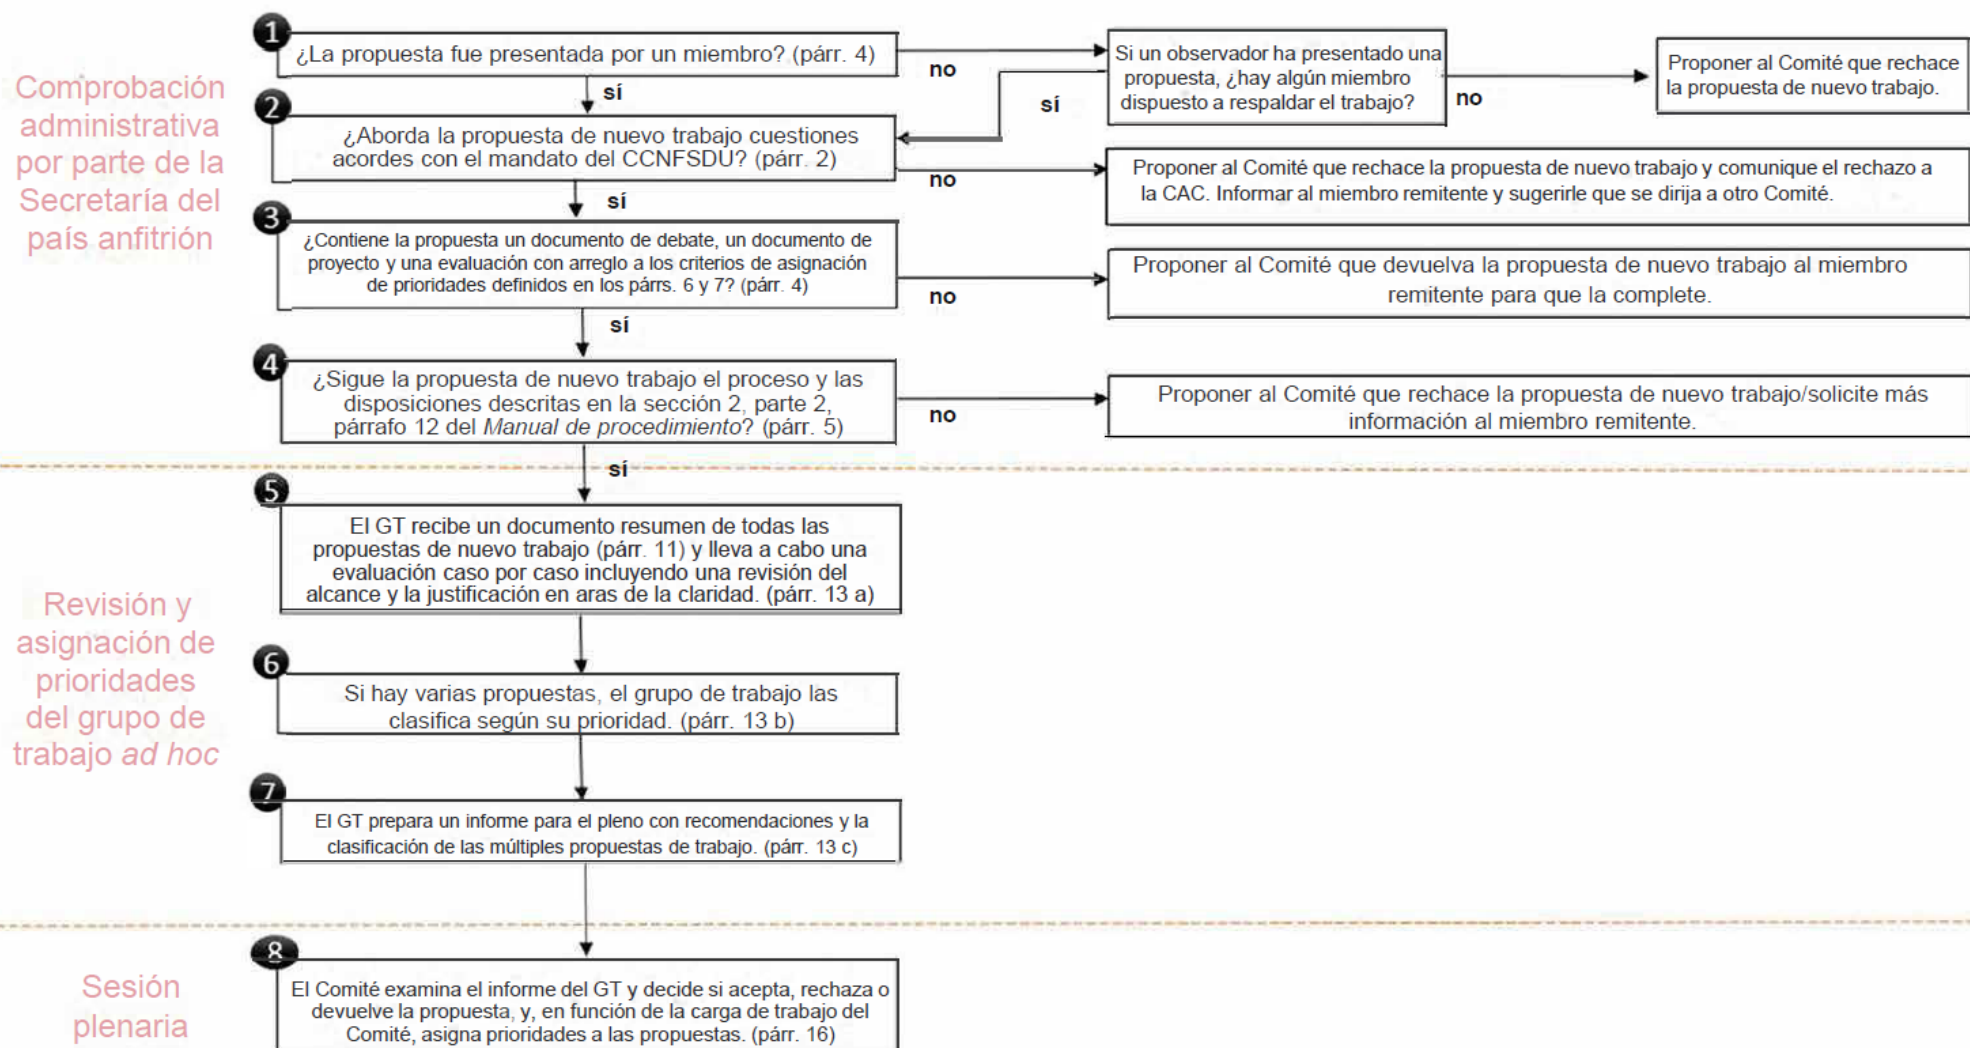 Comprobación
administrativa
por parte de la
Secretaría del
país anfitrión
1
¿La propuesta fue presentada por un miembro? (párr. 4)
no
Si un observador ha presentado una
propuesta, ¿hay algún miembro
dispuesto a respaldar el trabajo?
no
Proponer al Comité que rechace
la propuesta de nuevo trabajo.
sí
sí
2
¿Aborda la propuesta de nuevo trabajo cuestiones
acordes con el mandato del CCNFSDU? (párr. 2)
no
Proponer al Comité que rechace la propuesta de nuevo trabajo y comunique el rechazo a
la CAC. Informar al miembro remitente y sugerirle que se dirija a otro Comité.
sí
3
¿Contiene la propuesta un documento de debate, un documento de
proyecto y una evaluación con arreglo a los criterios de asignación
de prioridades definidos en los párrs. 6 y 7? (párr. 4)
no
Proponer al Comité que devuelva la propuesta de nuevo trabajo al miembro
remitente para que la complete.
sí
4
¿Sigue la propuesta de nuevo trabajo el proceso y las
disposiciones descritas en la sección 2, parte 2,
párrafo 12 del Manual de procedimiento? (párr. 5)
no
Proponer al Comité que rechace la propuesta de nuevo trabajo/solicite más
información al miembro remitente.
sí
Revisión y
asignación de
prioridades
del grupo de
trabajo ad hoc
5
El GT recibe un documento resumen de todas las
propuestas de nuevo trabajo (párr. 11) y lleva a cabo una
evaluación caso por caso incluyendo una revisión del
alcance y la justificación en aras de la claridad. (párr. 13 a)
6
Si hay varias propuestas, el grupo de trabajo las
clasifica según su prioridad. (párr. 13 b)
7
El GT prepara un informe para el pleno con recomendaciones y la
clasificación de las múltiples propuestas de trabajo. (párr. 13 c)
Sesión
plenaria
8
El Comité examina el informe del GT y decide si acepta, rechaza o
devuelve la propuesta, y, en función de la carga de trabajo del
Comité, asigna prioridades a las propuestas. (párr. 16)